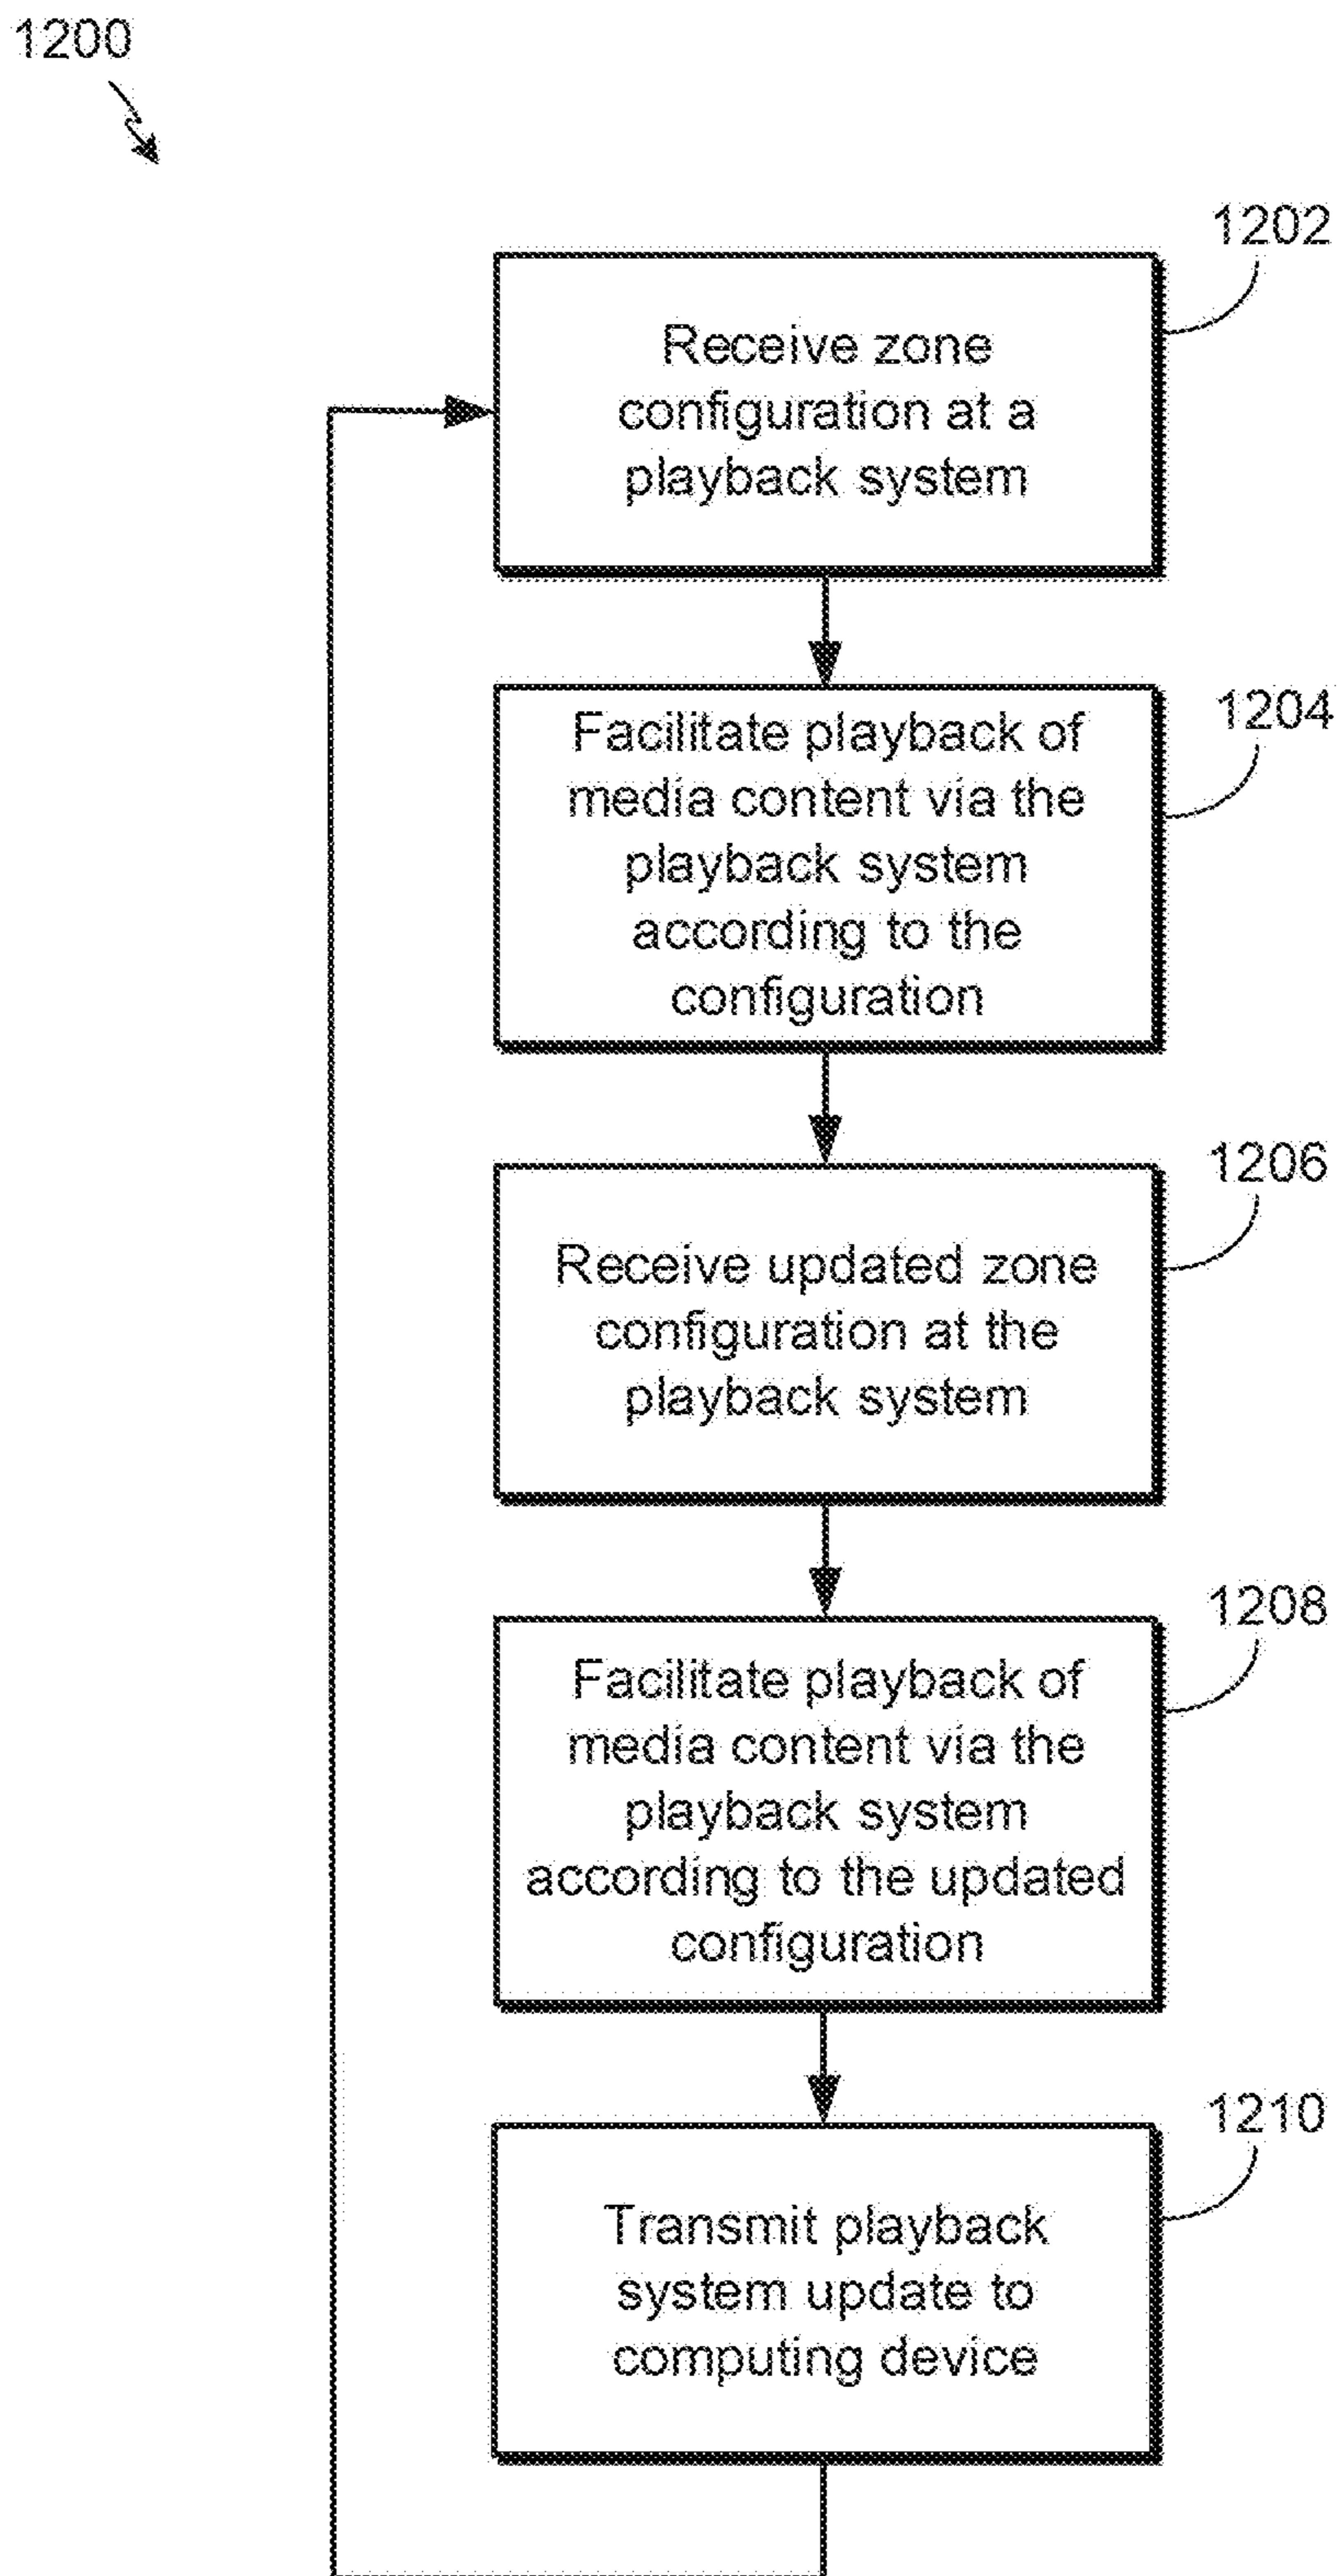 1200
1202
Receive zone
configuration at a
playback system
1204
Facilitate playback of
media content via the
playback system
according to the
configuration
1206
Receive updated zone
configuration at the
playback system
1208
Facilitate playback of
media content via the
playback system
according to the updated
configuration
1210
Transmit playback
system update to
computing device